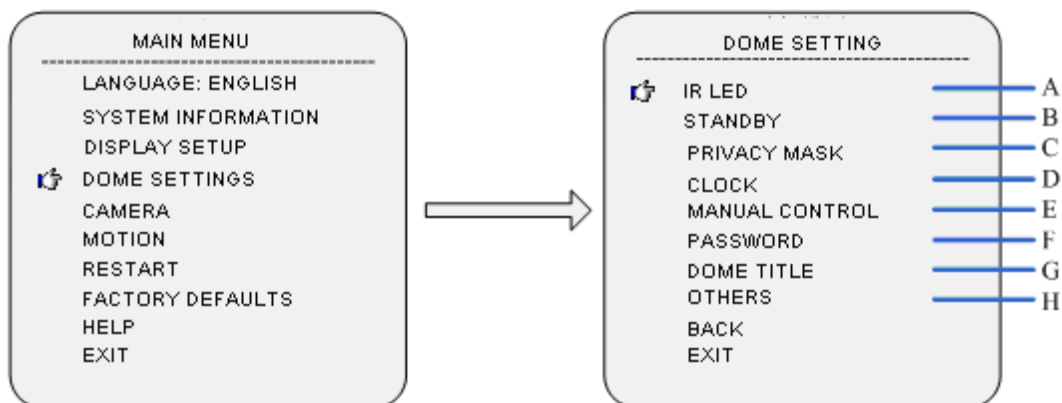 MAIN MENU
LANGUAGE: ENGLISH
SYSTEM INFORMATION
DISPLAY SETUP
DOME SETTINGS
CAMERA
MOTION
RESTART
FACTORY DEFAULTS
HELP
EXIT
DOME SETTING
IR LED A
STANDBY B
PRIVACY MASK C
CLOCK D
MANUAL CONTROL E
PASSWORD F
DOME TITLE G
OTHERS H
BACK
EXIT